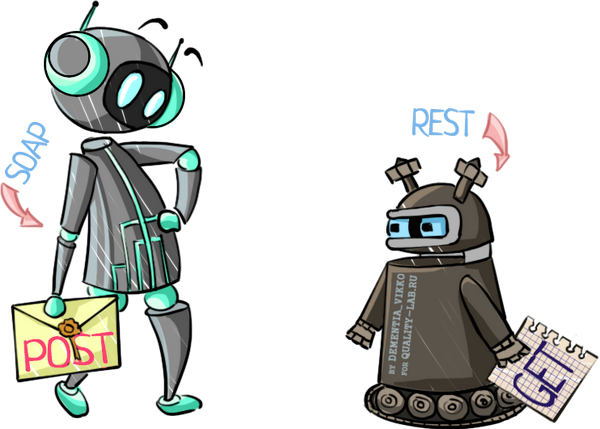 SOAP
POST
REST
BY DEMENTIA_VIKKO
FOR QUALITY-LAB.RU
GET